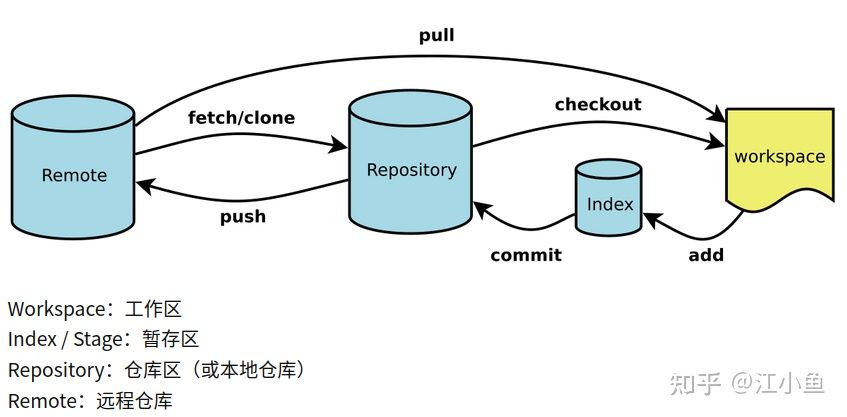 pull
fetch/clone
checkout
Remote
Repository
workspace
Index
push
commit
add
Workspace：工作区
Index / Stage：暂存区
Repository：仓库区（或本地仓库）
Remote：远程仓库
知乎 @江小鱼